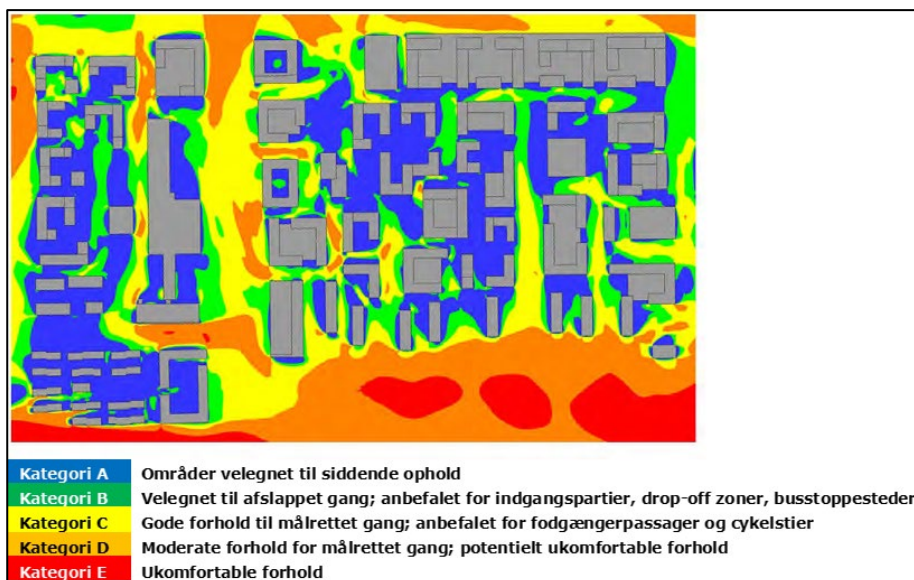 Kategori A Områder velegnet til siddende ophold
Kategori B Velegnet til afslappet gang; anbefalet for indgangspartier, drop-off zoner, busstoppesteder
Kategori C Gode forhold til målrettet gang; anbefalet for fodgængerpassager og cykelstier
Kategori D Moderate forhold for målrettet gang; potentielt ukomfortable forhold
Kategori E Ukomfortable forhold